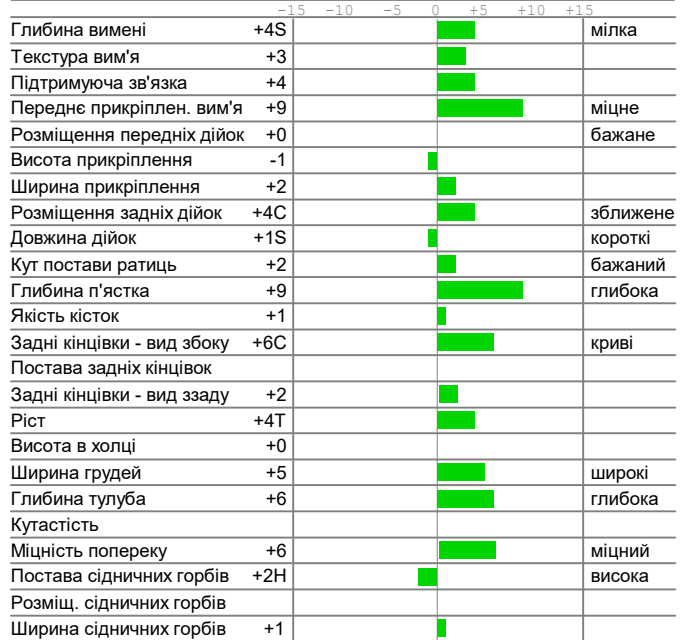 -15 -10 -5 0 +5 +10 +15
Глибина вимені +4S мілка
Текстура вим'я +3
Підтримуюча зв'язка +4
Переднє прикріплен. вим'я +9 міцне
Розміщення передніх дійок +0 бажане
Висота прикріплення -1
Ширина прикріплення +2
Розміщення задніх дійок +4C зближене
Довжина дійок +1S короткі
Кут постави ратиць +2 бажаний
Глибина п'ястка +9 глибока
Якість кісток +1
Задні кінцівки - вид збоку +6C криві
Постава задніх кінцівок
Задні кінцівки - вид ззаду +2
Ріст +4T
Висота в холці +0
Ширина грудей +5 широкі
Глибина тулуба +6 глибока
Кутастість
Міцність попереку +6 міцний
Постава сідничних горбів +2H висока
Розміщ. сідничних горбів
Ширина сідничних горбів +1